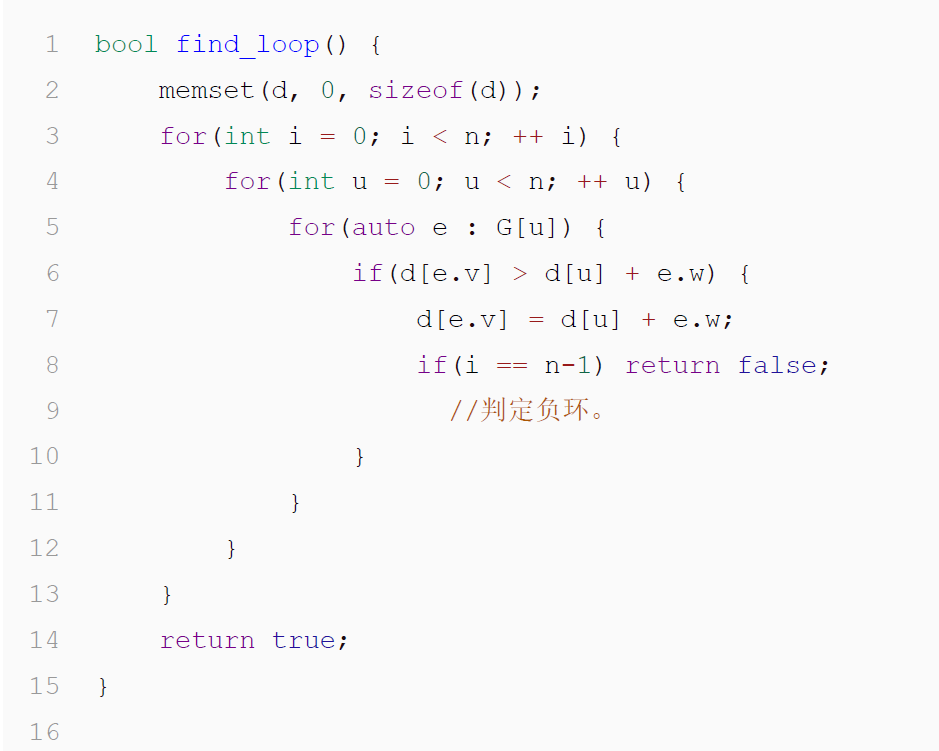 1 bool find_loop() {
2 memset(d, 0, sizeof(d));
3 for(int i = 0; i < n; ++ i) {
4 for(int u = 0; u < n; ++ u) {
5 for(auto e : G[u]) {
6 if(d[e.v] > d[u] + e.w) {
7 d[e.v] = d[u] + e.w;
8 if(i == n-1) return false;
9 //判定负环。
10 }
11 }
12 }
13 }
14 return true;
15 }
16